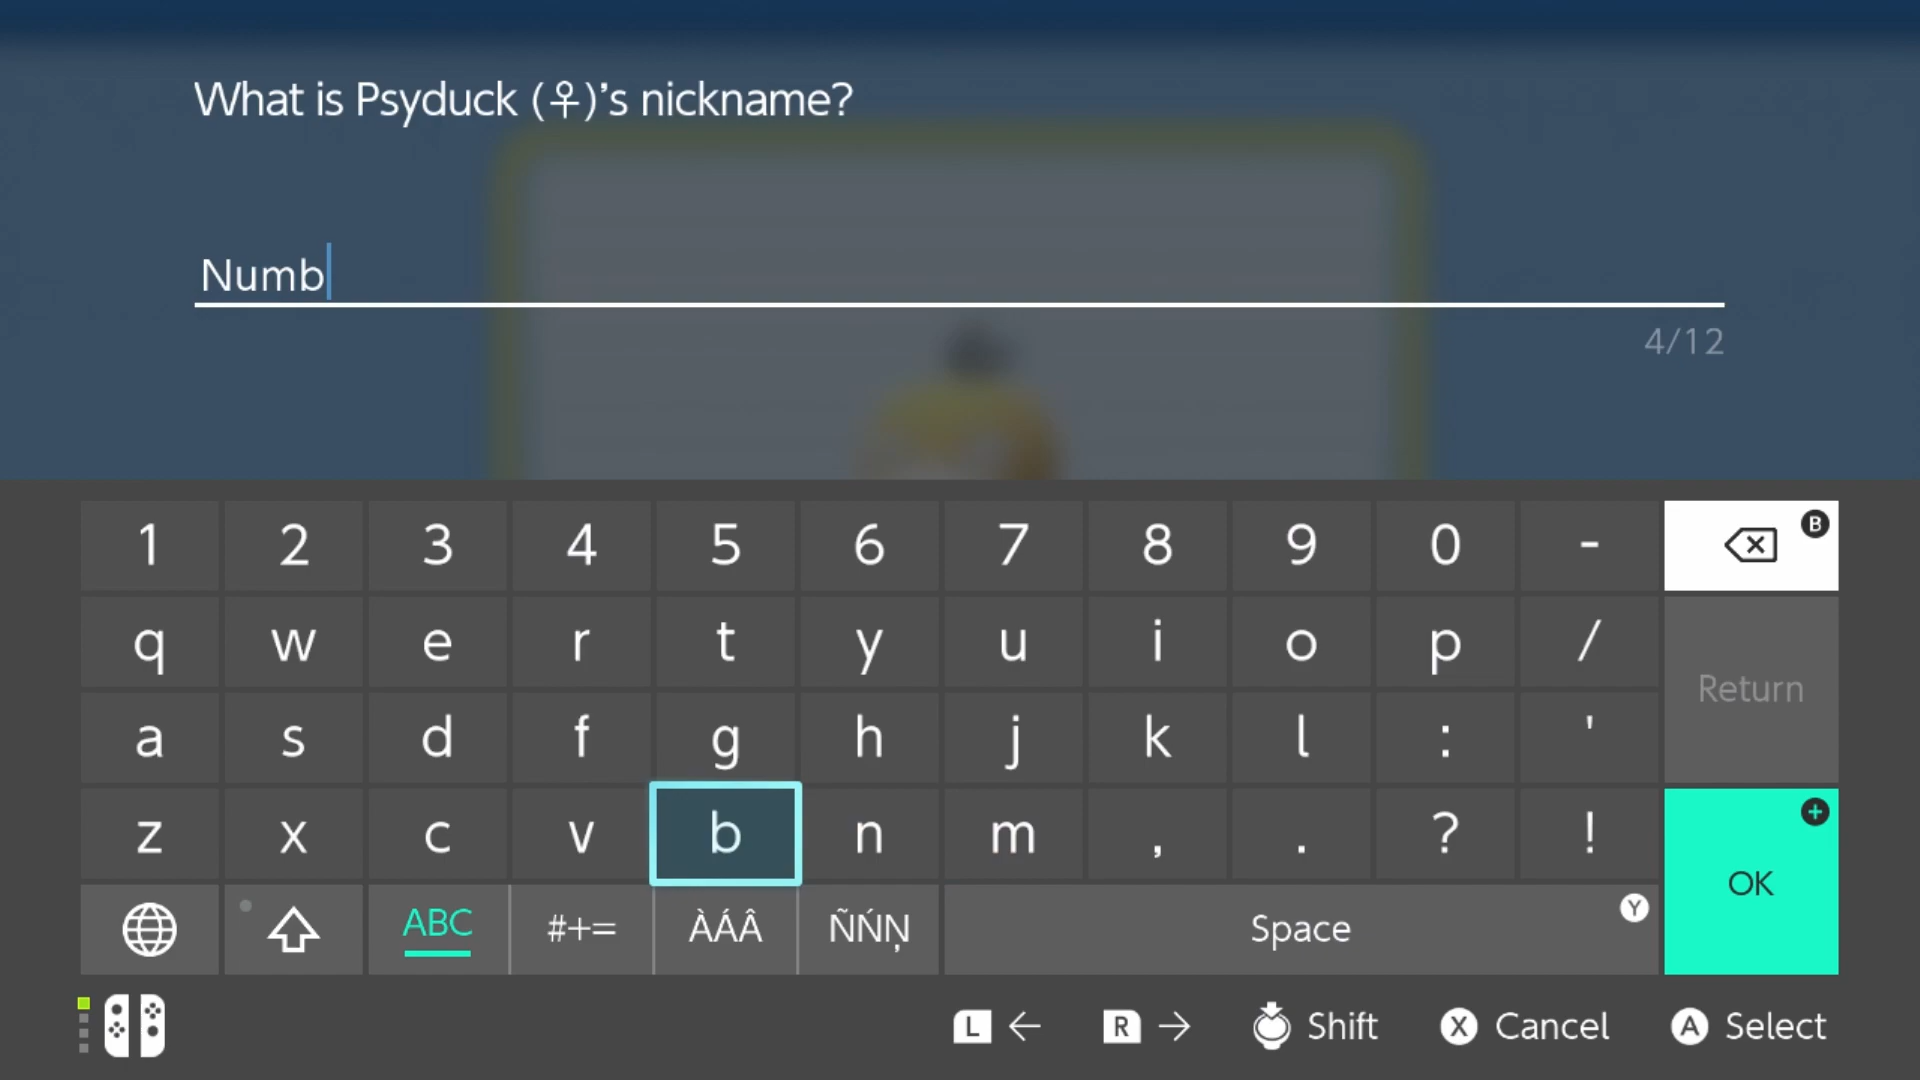 What is Psyduck (♀)'s nickname?
Numb
4/12
1 2 3 4 5 6 7 8 9 0 - B
q w e r t y u i o p /
Return
a s d f g h j k l : '
z x c v b n m , . ? ! +
OK
ABC #+= ÀÁÂ ÑŃŅ Space Y
L ← R → Shift X Cancel A Select